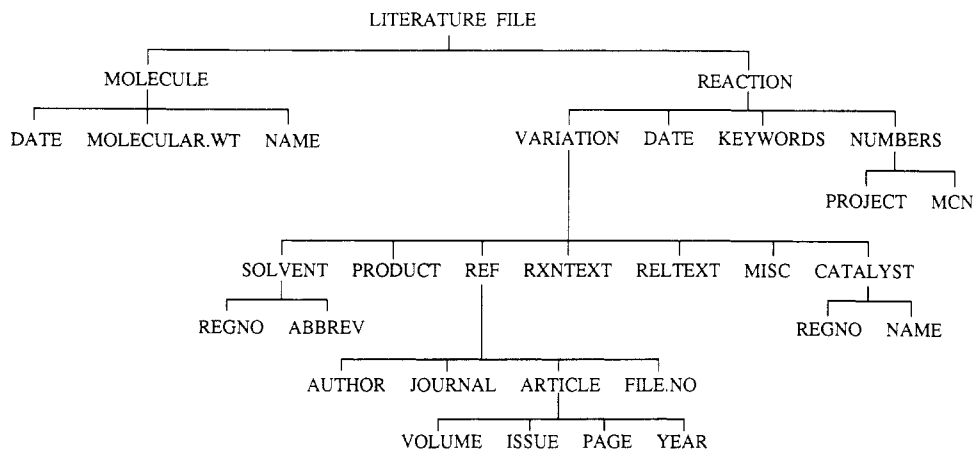 LITERATURE FILE
MOLECULE REACTION
DATE MOLECULAR.WT NAME VARIATION DATE KEYWORDS NUMBERS
PROJECT MCN
SOLVENT PRODUCT REF RXNTEXT RELTEXT MISC CATALYST
REGNO ABBREV REGNO NAME
AUTHOR JOURNAL ARTICLE FILE.NO
VOLUME ISSUE PAGE YEAR